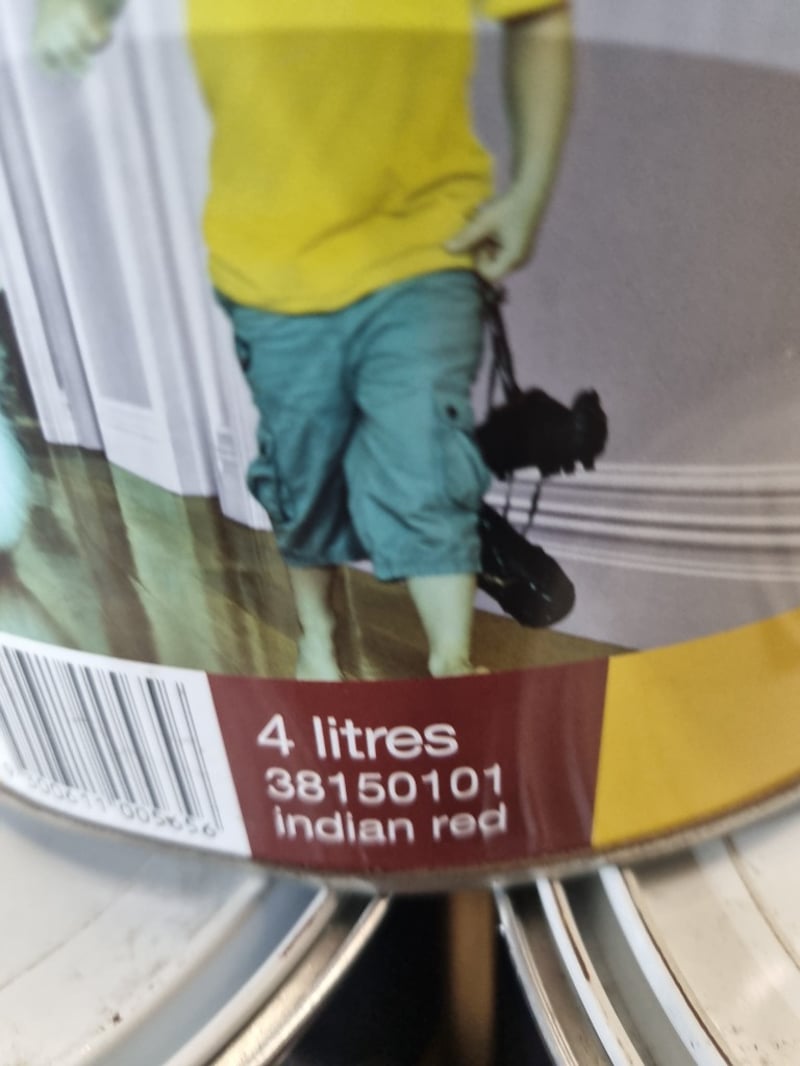 4 litres
38150101
indian red